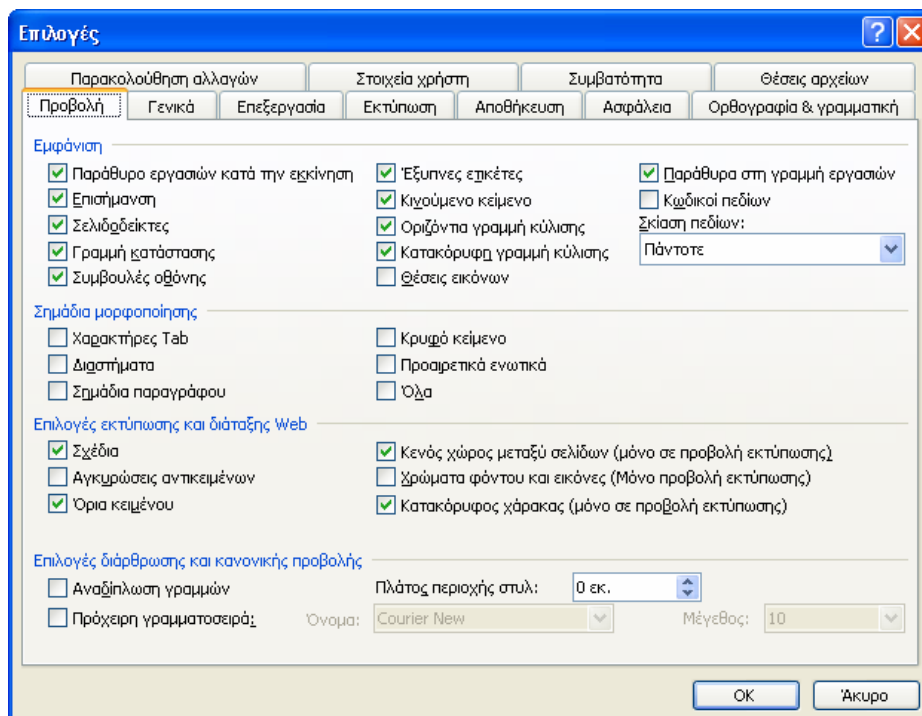 Επιλογές
Παρακολούθηση αλλαγών Στοιχεία χρήστη Συμβατότητα Θέσεις αρχείων
Προβολή Γενικά Επεξεργασία Εκτύπωση Αποθήκευση Ασφάλεια Ορθογραφία & γραμματική
Εμφάνιση
Παράθυρο εργασιών κατά την εκκίνηση Έξυπνες ετικέτες Παράθυρα στη γραμμή εργασιών
Επισήμανση Κινούμενο κείμενο Κωδικοί πεδίων
Σελιδοδείκτες Οριζόντια γραμμή κύλισης Σκίαση πεδίων:
Γραμμή κατάστασης Κατακόρυφη γραμμή κύλισης Πάντοτε
Συμβουλές οθόνης Θέσεις εικόνων
Σημάδια μορφοποίησης
Χαρακτήρες Tab Κρυφό κείμενο
Διαστήματα Προαιρετικά ενωτικά
Σημάδια παραγράφου Όλα
Επιλογές εκτύπωσης και διάταξης Web
Σχέδια Κενός χώρος μεταξύ σελίδων (μόνο σε προβολή εκτύπωσης)
Αγκυρώσεις αντικειμένων Χρώματα φόντου και εικόνες (Μόνο προβολή εκτύπωσης)
Όρια κειμένου Κατακόρυφος χάρακας (μόνο σε προβολή εκτύπωσης)
Επιλογές διάρθρωσης και κανονικής προβολής
Αναδίπλωση γραμμών Πλάτος περιοχής στυλ: 0 εκ.
Πρόχειρη γραμματοσειρά: Όνομα: Courier New Μέγεθος: 10
OK Άκυρο